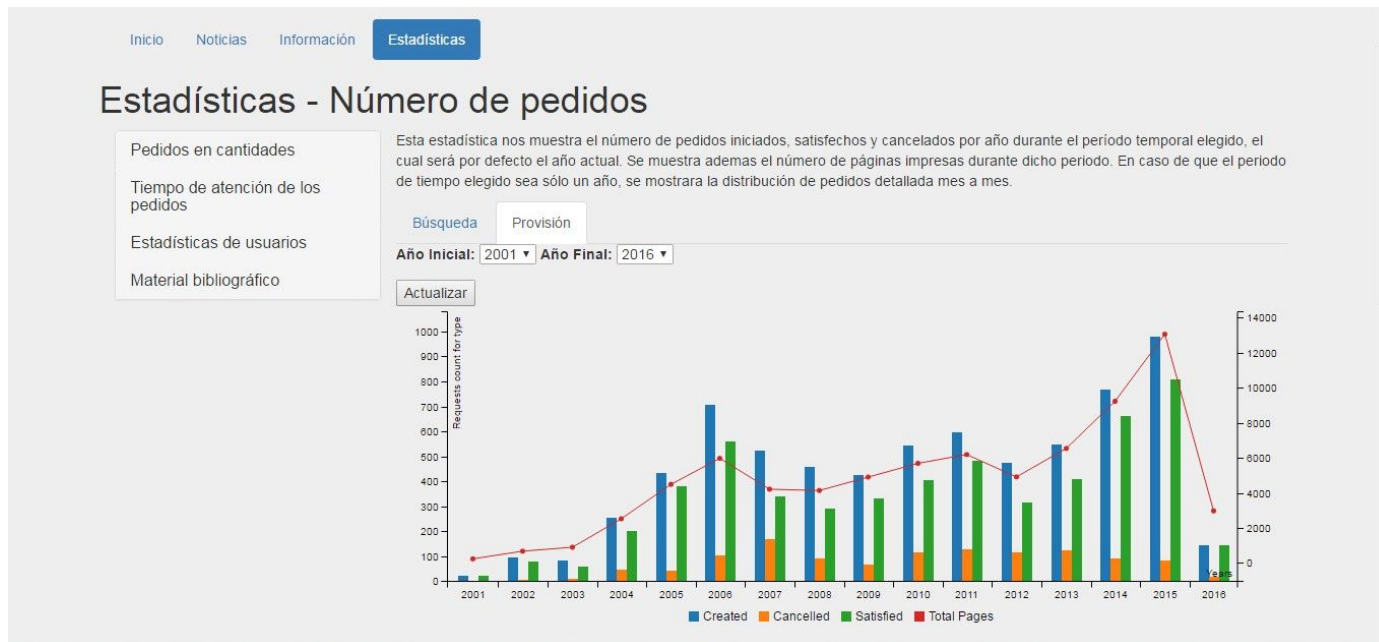 Inicio Noticias Información Estadísticas
Estadísticas - Número de pedidos
Pedidos en cantidades
Tiempo de atención de los
pedidos
Estadísticas de usuarios
Material bibliográfico
Esta estadística nos muestra el número de pedidos iniciados, satisfechos y cancelados por año durante el período temporal elegido, el
cual será por defecto el año actual. Se muestra ademas el número de páginas impresas durante dicho periodo. En caso de que el periodo
de tiempo elegido sea sólo un año, se mostrara la distribución de pedidos detallada mes a mes.
Búsqueda Provisión
Año Inicial: 2001 Año Final: 2016
Actualizar
Requests count for type
1000
900
800
700
600
500
400
300
200
100
0
14000
12000
10000
8000
6000
4000
2000
0
Years
2001 2002 2003 2004 2005 2006 2007 2008 2009 2010 2011 2012 2013 2014 2015 2016
Created Cancelled Satisfied Total Pages